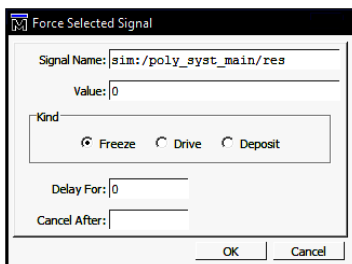 Force Selected Signal
Signal Name: sim:/poly_syst_main/res
Value: 0
Kind
Freeze Drive Deposit
Delay For: 0
Cancel After:
OK Cancel